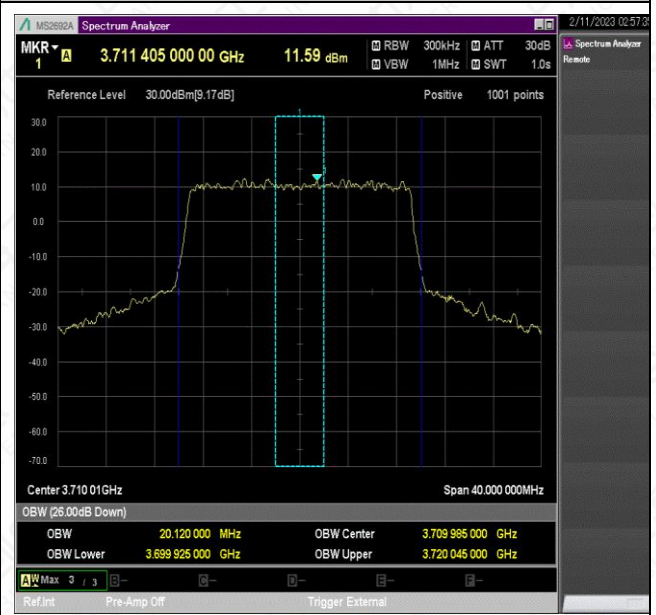 MS2692A Spectrum Analyzer
2/11/2023 02:57:3
MKR 1 A 3.711 405 000 00 GHz 11.59 dBm M RBW 300kHz M ATT 30dB
M VBW 1MHz M SWT 1.0s
Spectrum Analyzer
Remote
Reference Level 30.00dBm[9.17dB] Positive 1001 points
30.0
20.0
10.0
0.0
-10.0
-20.0
-30.0
-40.0
-50.0
-60.0
-70.0
1
Center 3.710 01GHz Span 40.000 000MHz
OBW (26.00dB Down)
OBW 20.120 000 MHz OBW Center 3.709 985 000 GHz
OBW Lower 3.699 925 000 GHz OBW Upper 3.720 045 000 GHz
A W Max 3 / 3 B- C- D- E- F-
Ref.Int Pre-Amp Off Trigger External